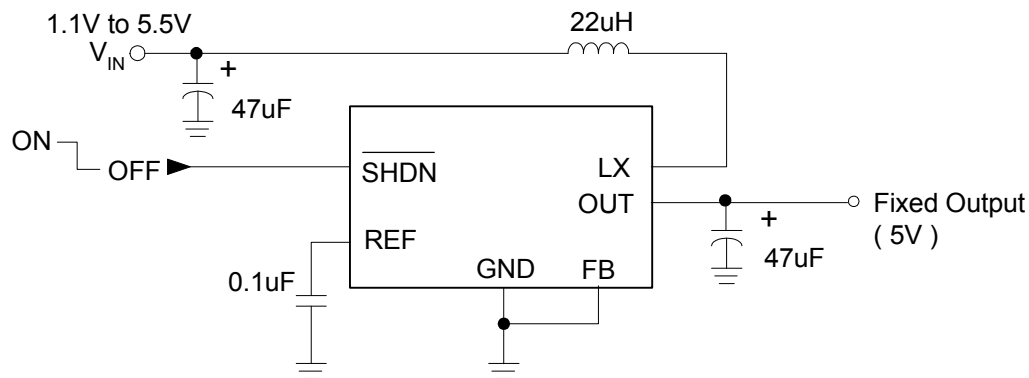 1.1V to 5.5V
VIN
22uH
+
47uF
ON
OFF
SHDN
LX
OUT
Fixed Output
( 5V )
REF
+
47uF
0.1uF
GND
FB